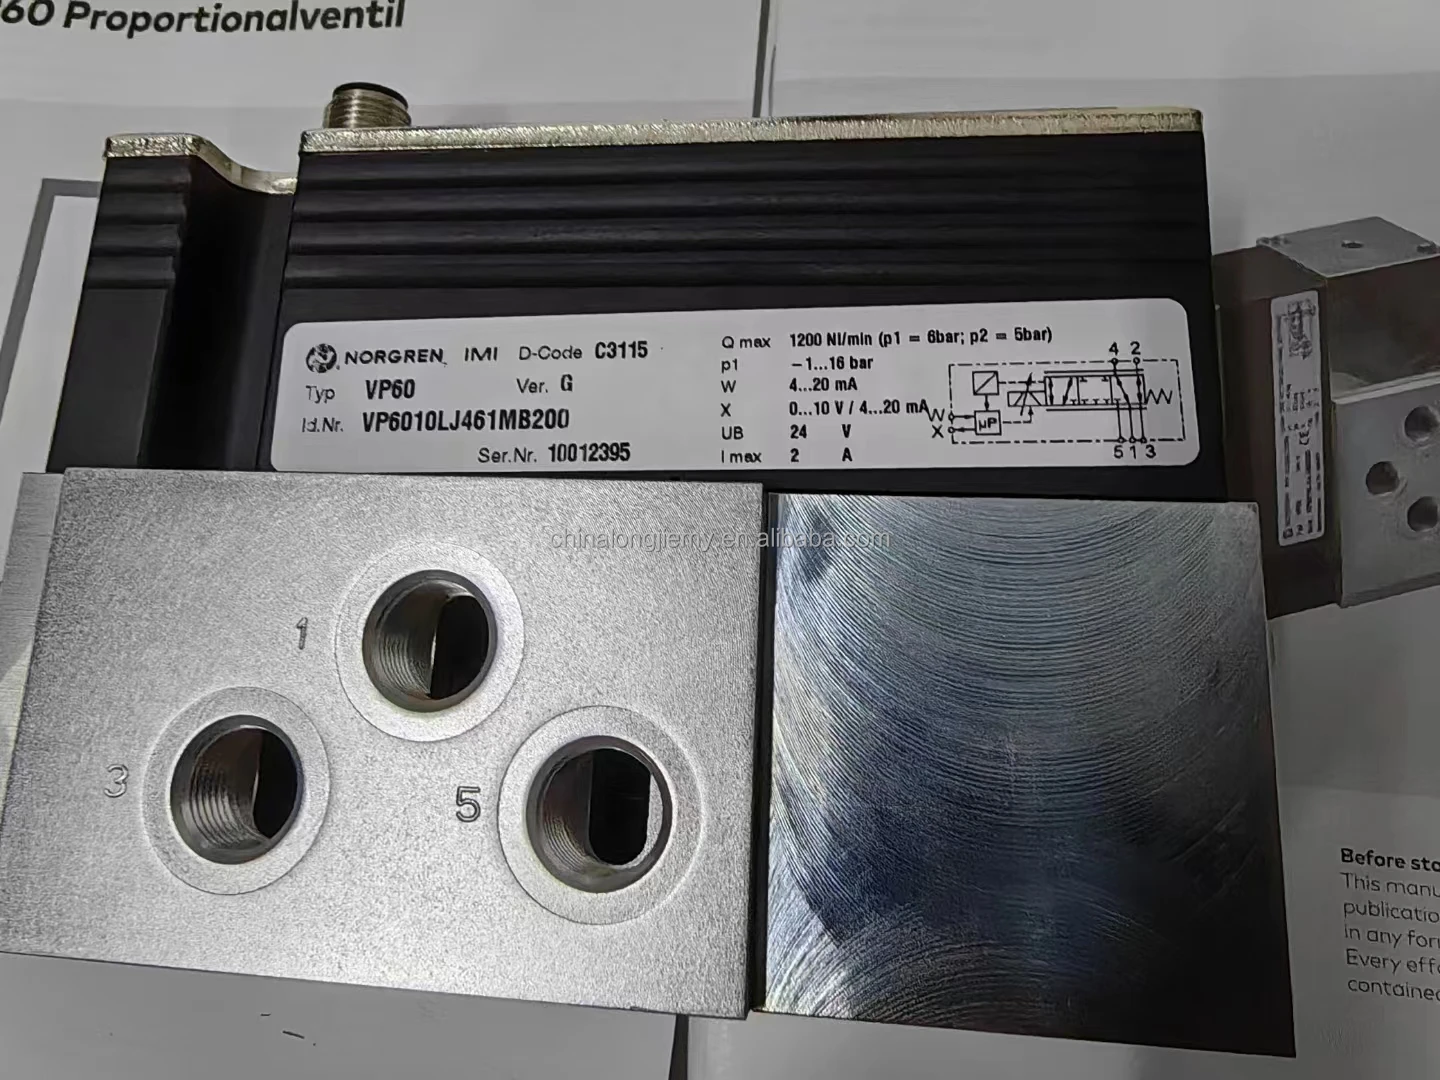 60 Proportionalventil
NORGREN IMI D-Code C3115
Typ VP60 Ver. G
Id.Nr. VP6010LJ461MB200
Ser.Nr. 10012395
Q max 1200 Nl/min (p1 = 6bar; p2 = 5bar)
p1 -1...16 bar
W 4...20 mA
X 0...10 V / 4...20 mA
UB 24 V
I max 2 A
4 2
W
X
µP
5 1 3
chinalongjiemy.en.alibaba.com
1
3
5
Before sta
This manu
publicatio
in any for
Every eff
contained